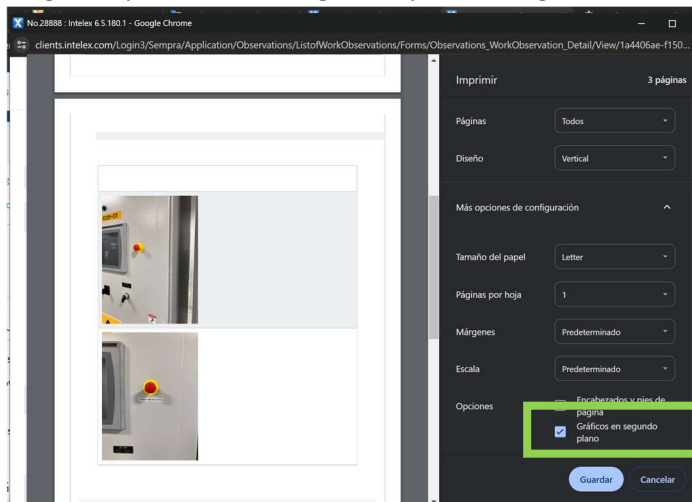 No.28888 : Intelex 6.5.180.1 - Google Chrome
clients.intelex.com/Login3/Sempra/Application/Observations/ListofWorkObservations/Forms/Observations_WorkObservation_Detail/View/1a4406ae-f150...
Imprimir 3 páginas
Páginas Todos
Diseño Vertical
Más opciones de configuración
Tamaño del papel Letter
Páginas por hoja 1
Márgenes Predeterminado
Escala Predeterminado
Opciones Encabezados y pies de
página
Gráficos en segundo
plano
Guardar Cancelar